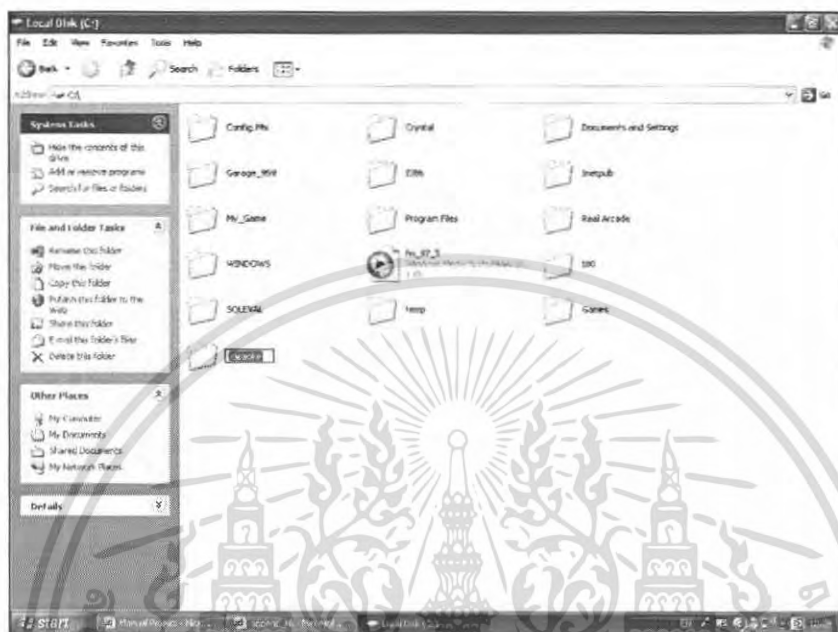 Local Disk (C:)
File Edit View Favorites Tools Help
Back Search Folders
Address C:\ Go
System Tasks
Hide the contents of this drive
Add or remove programs
Search for files or folders
File and Folder Tasks
Rename this folder
Move this folder
Copy this folder
Publish this folder to the Web
Share this folder
E-mail this folder's files
Delete this folder
Other Places
My Computer
My Documents
Shared Documents
My Network Places
Details
Config.Msi Crystal Documents and Settings
I386 Inetpub
My_Game Program Files Real Arcade
WINDOWS
temp Games
start
EN